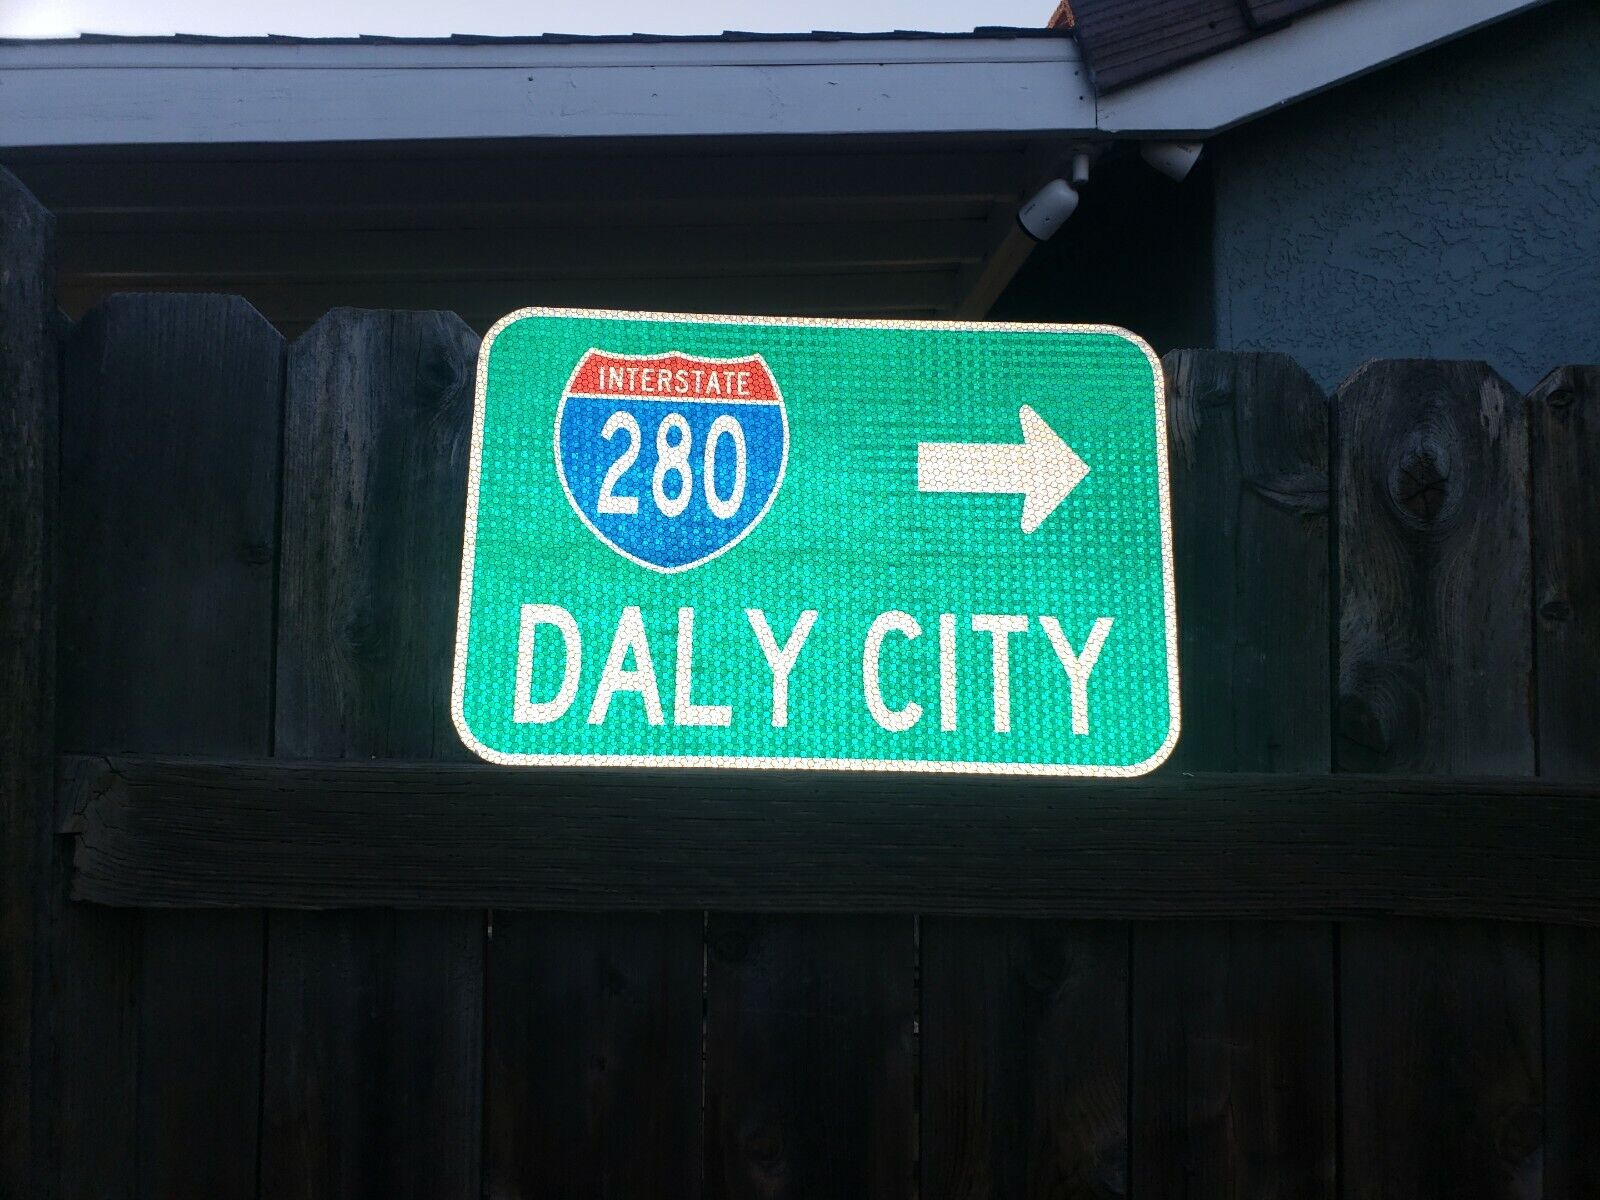 INTERSTATE
280
DALY CITY